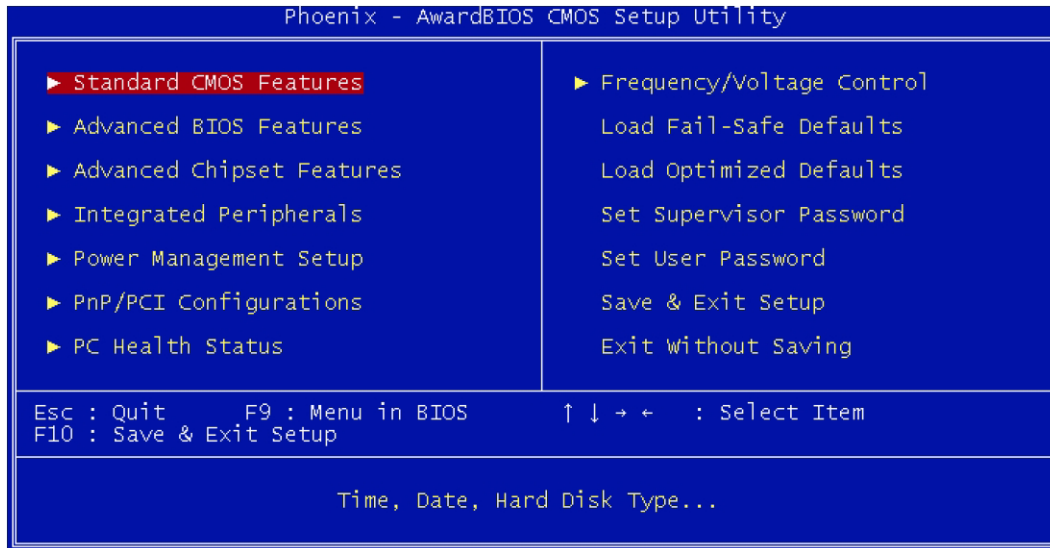 Phoenix - AwardBIOS CMOS Setup Utility
► Standard CMOS Features
► Advanced BIOS Features
► Advanced Chipset Features
► Integrated Peripherals
► Power Management Setup
► PnP/PCI Configurations
► PC Health Status
► Frequency/Voltage Control
Load Fail-Safe Defaults
Load Optimized Defaults
Set Supervisor Password
Set User Password
Save & Exit Setup
Exit Without Saving
Esc : Quit F9 : Menu in BIOS ↑ ↓ → ← : Select Item
F10 : Save & Exit Setup
Time, Date, Hard Disk Type...